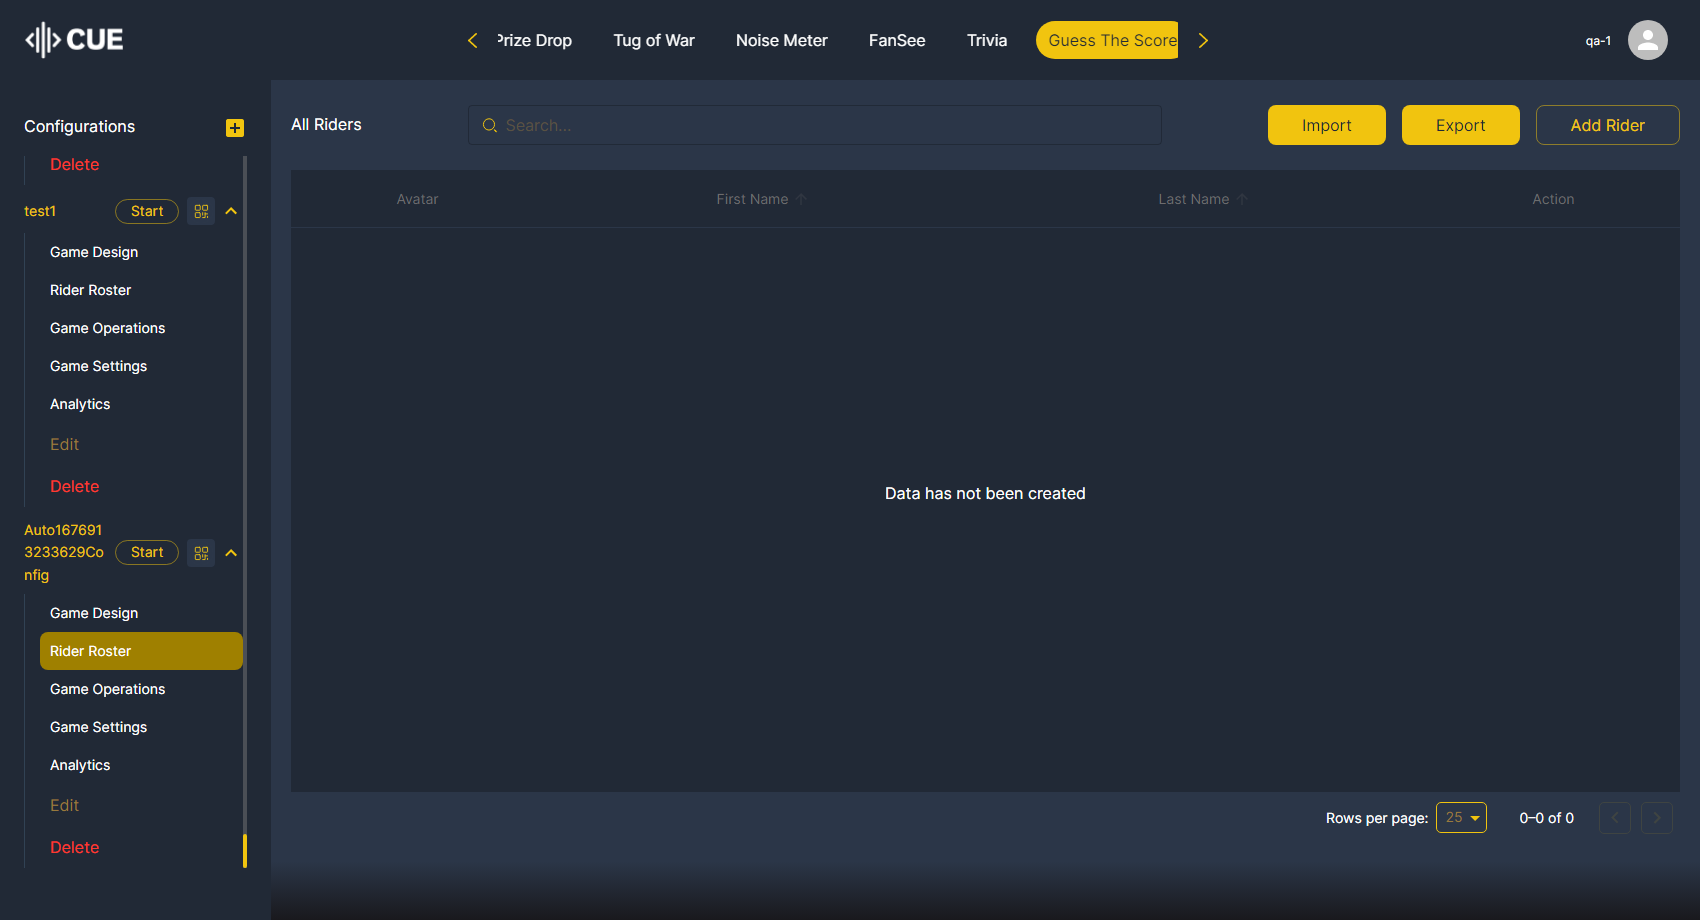 CUE
Prize Drop
Tug of War
Noise Meter
FanSee
Trivia
Guess The Score
qa-1
Configurations
Delete
test1
Start
Game Design
Rider Roster
Game Operations
Game Settings
Analytics
Edit
Delete
Auto167691
3233629Co
nfig
Start
Game Design
Rider Roster
Game Operations
Game Settings
Analytics
Edit
Delete
All Riders
Search...
Import
Export
Add Rider
Avatar
First Name
Last Name
Action
Data has not been created
Rows per page:
25
0–0 of 0